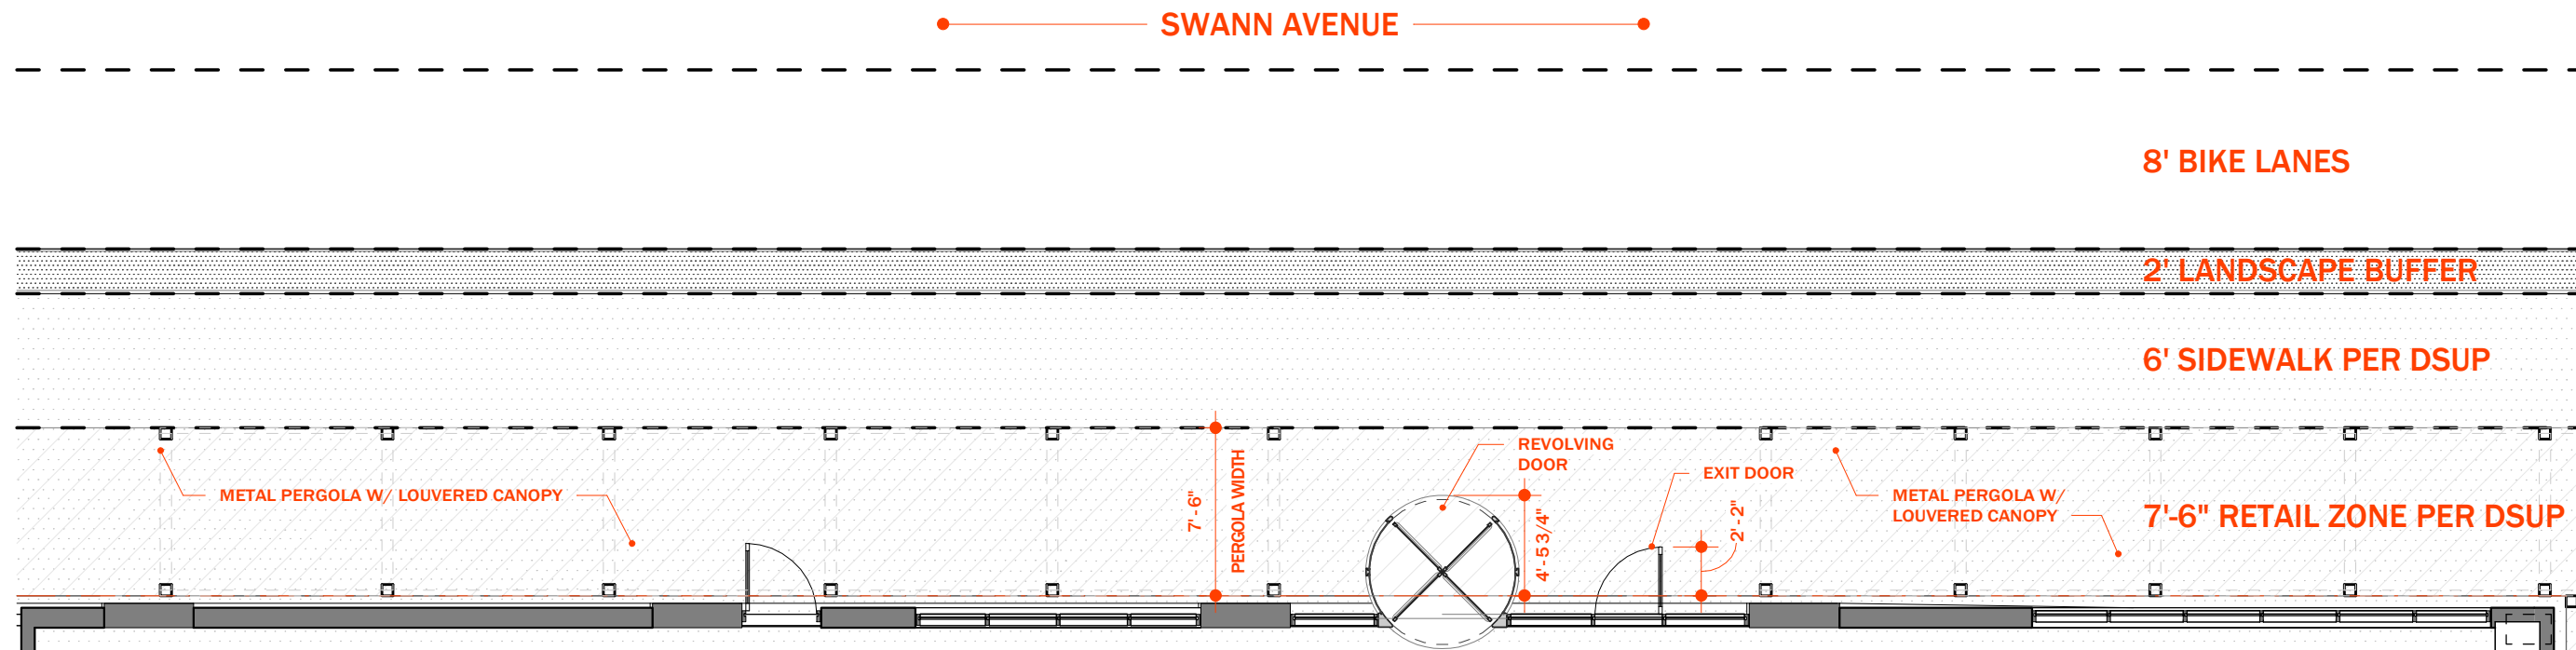 SWANN AVENUE
8' BIKE LANES
2' LANDSCAPE BUFFER
6' SIDEWALK PER DSUP
METAL PERGOLA W/ LOUVERED CANOPY
7'-6"
PERGOLA WIDTH
REVOLVING
DOOR
4'-5 3/4"
EXIT DOOR
2'-2"
METAL PERGOLA W/
LOUVERED CANOPY
7'-6" RETAIL ZONE PER DSUP